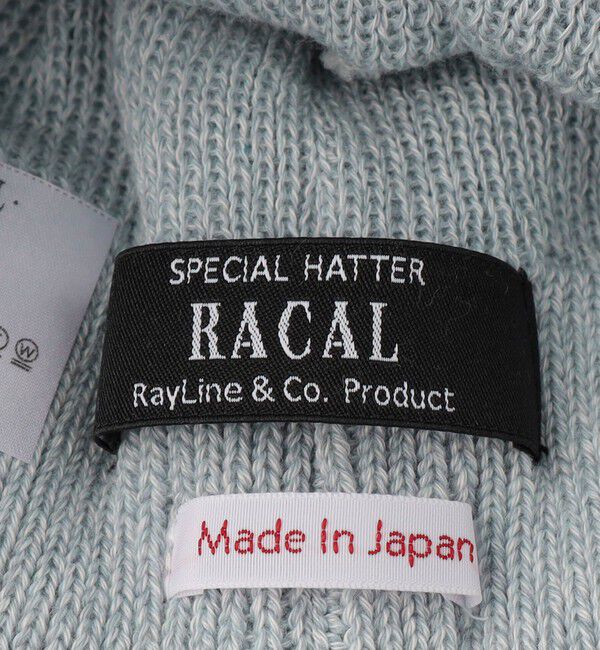 SPECIAL HATTER
RACAL
RayLine & Co. Product
Made In Japan